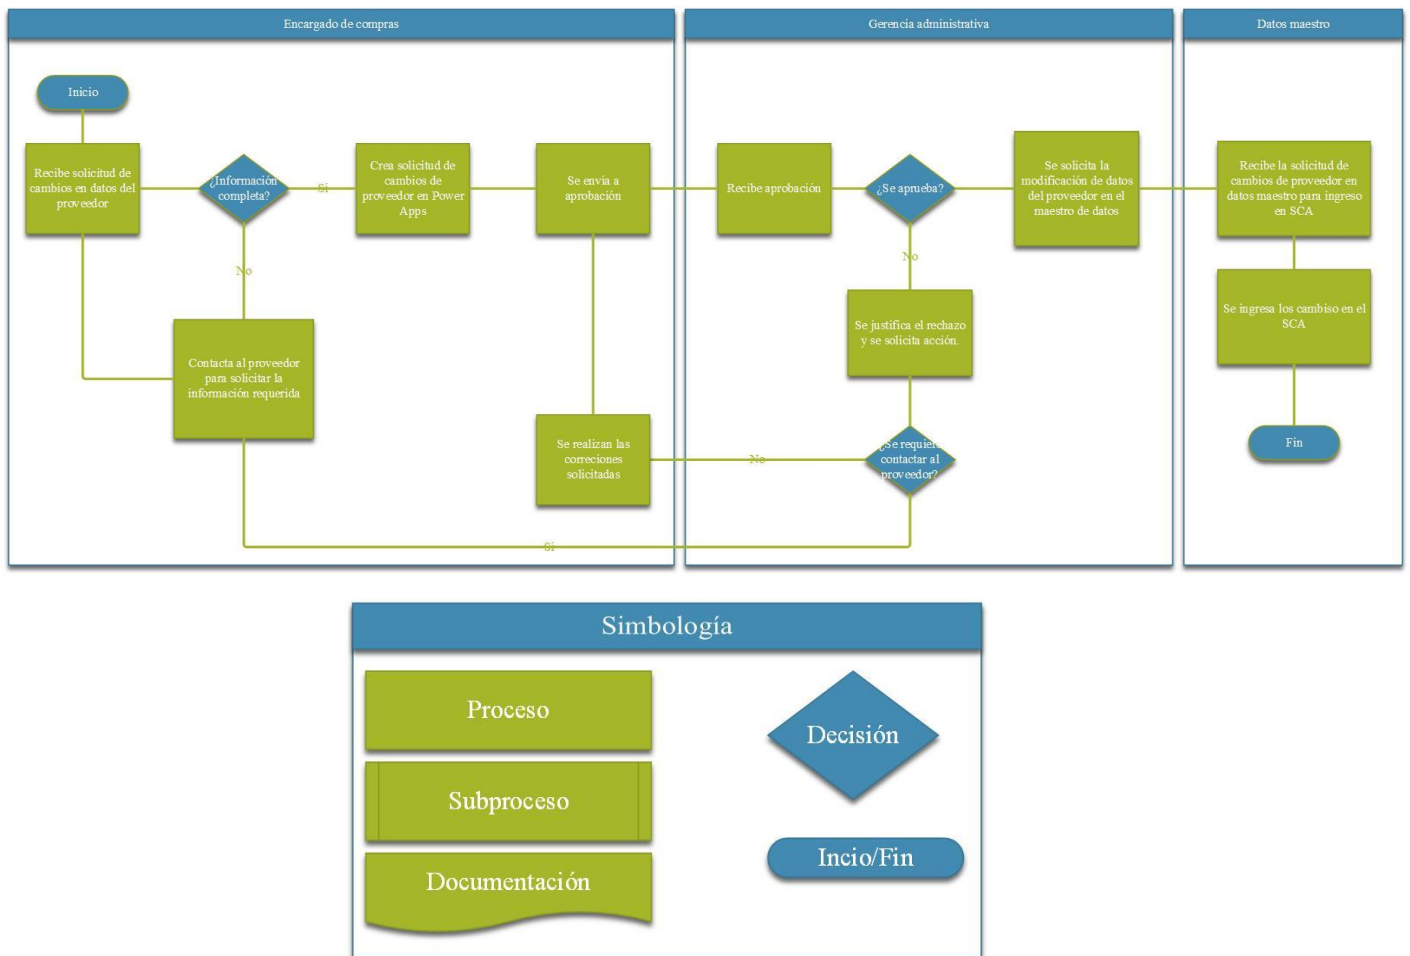 Encargado de compras
Gerencia administrativa
Datos maestro
Inicio
Recibe solicitud de
cambios en datos del
proveedor
¿Información
completa?
Sí
Crea solicitud de
cambios de
proveedor en Power
Apps
Se envía a
aprobación
Recibe aprobación
¿Se aprueba?
Se solicita la
modificación de datos
del proveedor en el
maestro de datos
Recibe la solicitud de
cambios de proveedor en
datos maestro para ingreso
en SCA
No
No
Contacta al proveedor
para solicitar la
información requerida
Se justifica el rechazo
y se solicita acción.
Se ingresa los cambiso en el
SCA
Se realizan las
correciones
solicitadas
No
¿Se requiere
contactar al
proveedor?
Fin
Sí
Simbología
Proceso
Decisión
Subproceso
Incio/Fin
Documentación